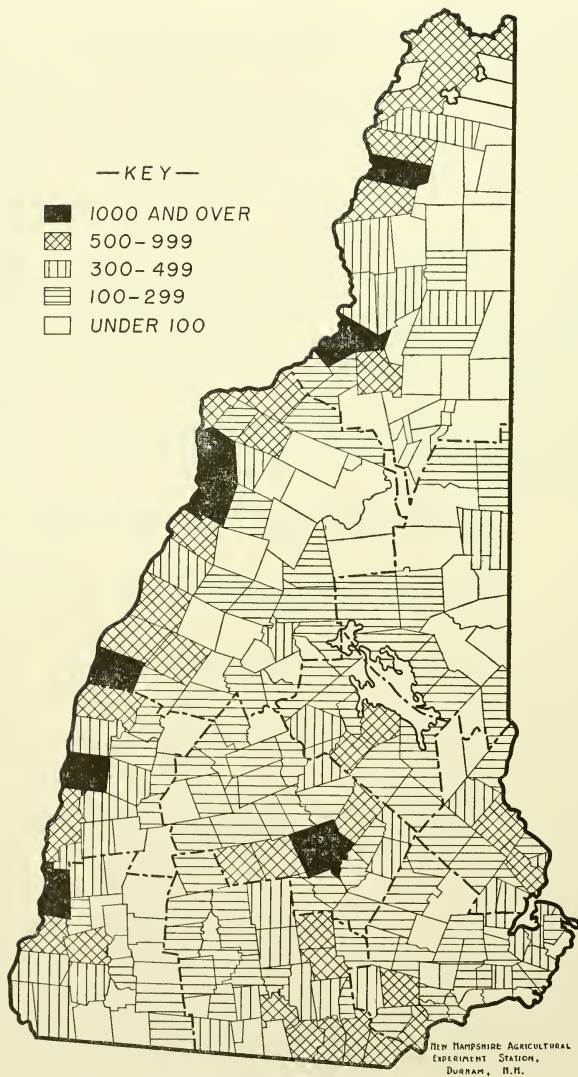 —KEY—
1000 AND OVER
500-999
300-499
100-299
UNDER 100
NEW HAMPSHIRE AGRICULTURAL
EXPERIMENT STATION,
DURHAM, N.H.